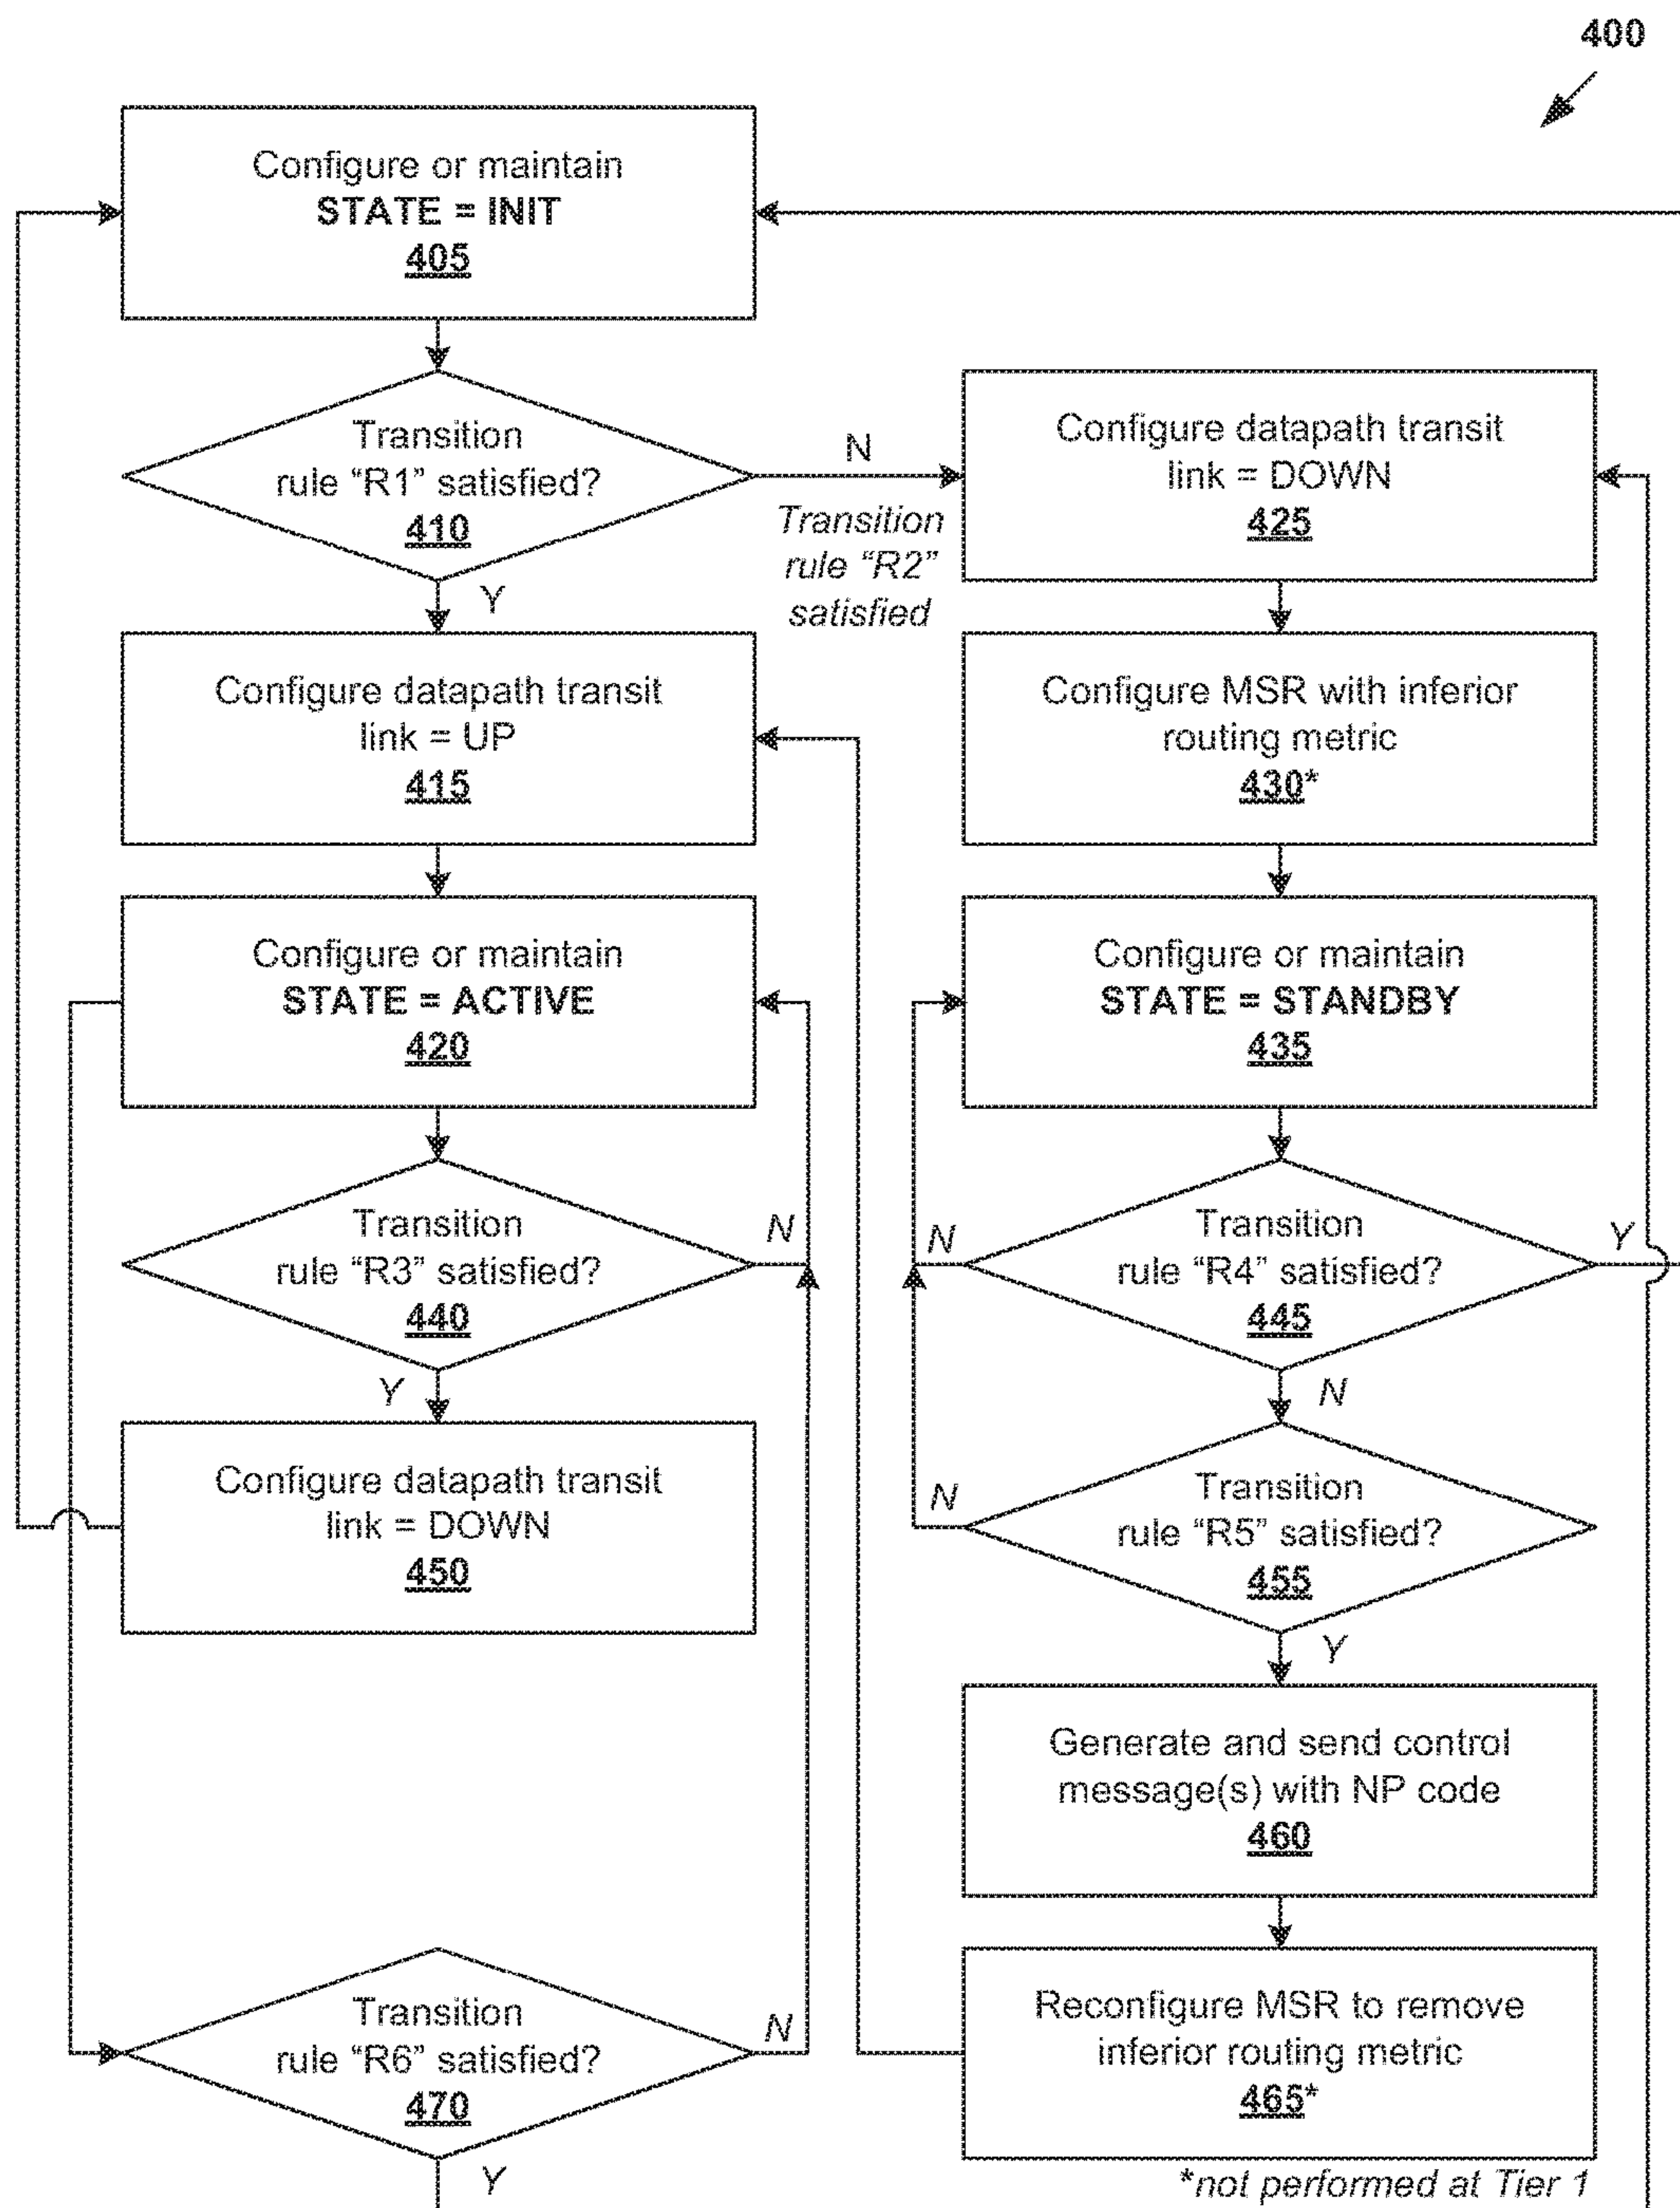 400
Configure or maintain
STATE = INIT
405
Transition
rule “R1” satisfied?
410
N
Transition
rule “R2”
satisfied
Y
Configure datapath transit
link = DOWN
425
Configure datapath transit
link = UP
415
Configure MSR with inferior
routing metric
430*
Configure or maintain
STATE = ACTIVE
420
Configure or maintain
STATE = STANDBY
435
Transition
rule “R3” satisfied?
440
N
Y
Transition
rule “R4” satisfied?
445
N
Y
N
Configure datapath transit
link = DOWN
450
Transition
rule “R5” satisfied?
455
N
Y
Generate and send control
message(s) with NP code
460
Transition
rule “R6” satisfied?
470
N
Y
Reconfigure MSR to remove
inferior routing metric
465*
*not performed at Tier 1